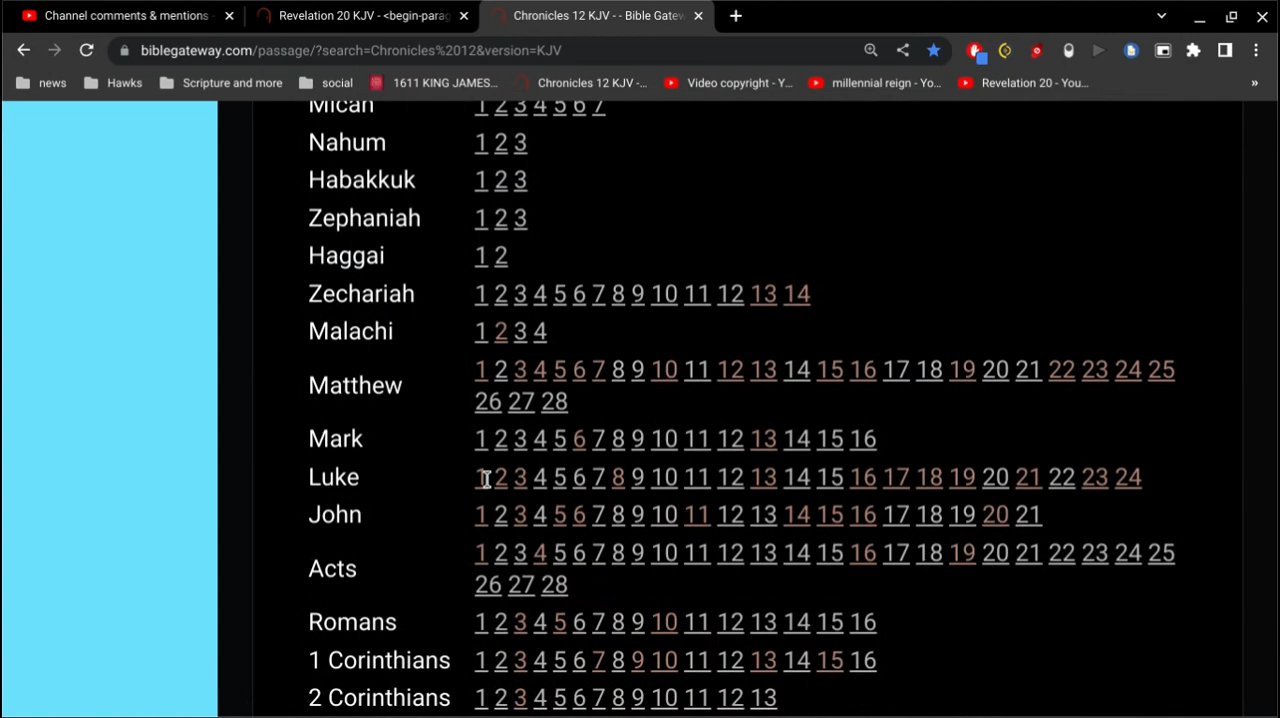 Channel comments & mentions
Revelation 20 KJV - <begin-parag
Chronicles 12 KJV - - Bible Gatew
biblegateway.com/passage/?search=Chronicles%2012&version=KJV
news Hawks Scripture and more social 1611 KING JAMES... Chronicles 12 KJV -... Video copyright - Y... millennial reign - Yo... Revelation 20 - You... »
Micah 1 2 3 4 5 6 7
Nahum 1 2 3
Habakkuk 1 2 3
Zephaniah 1 2 3
Haggai 1 2
Zechariah 1 2 3 4 5 6 7 8 9 10 11 12 13 14
Malachi 1 2 3 4
Matthew 1 2 3 4 5 6 7 8 9 10 11 12 13 14 15 16 17 18 19 20 21 22 23 24 25
26 27 28
Mark 1 2 3 4 5 6 7 8 9 10 11 12 13 14 15 16
Luke 1 2 3 4 5 6 7 8 9 10 11 12 13 14 15 16 17 18 19 20 21 22 23 24
John 1 2 3 4 5 6 7 8 9 10 11 12 13 14 15 16 17 18 19 20 21
Acts 1 2 3 4 5 6 7 8 9 10 11 12 13 14 15 16 17 18 19 20 21 22 23 24 25
26 27 28
Romans 1 2 3 4 5 6 7 8 9 10 11 12 13 14 15 16
1 Corinthians 1 2 3 4 5 6 7 8 9 10 11 12 13 14 15 16
2 Corinthians 1 2 3 4 5 6 7 8 9 10 11 12 13